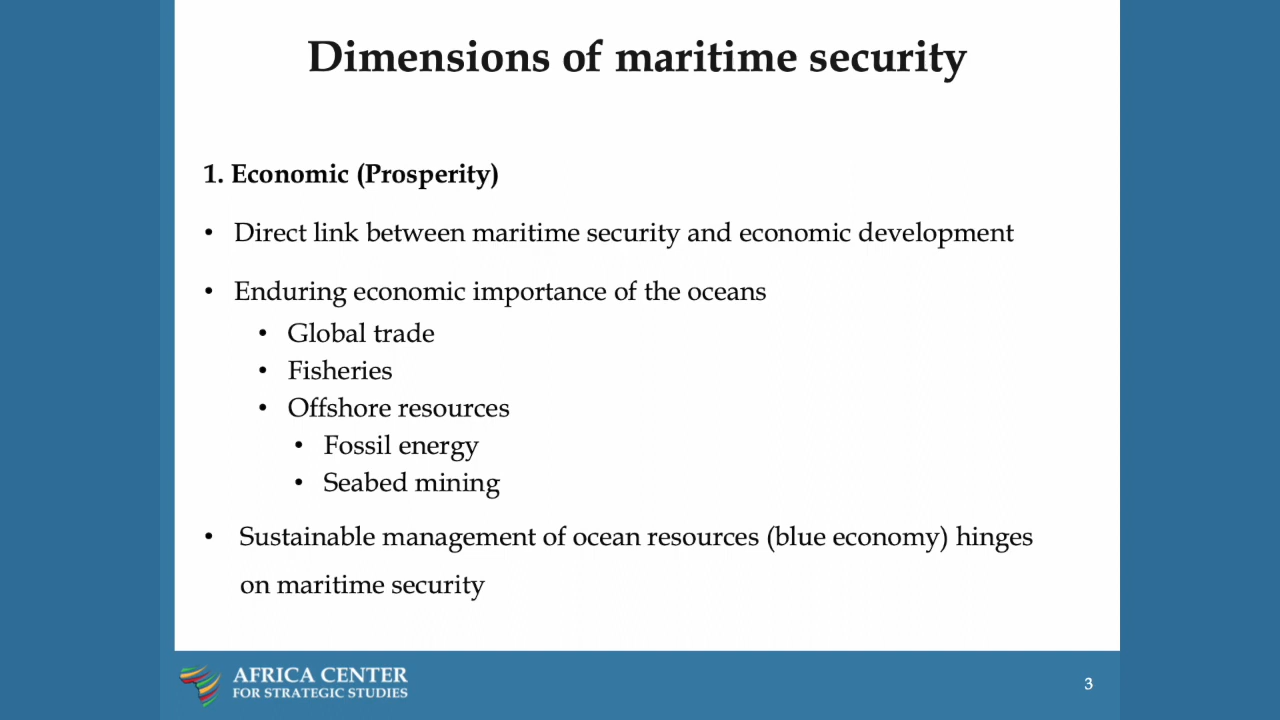 Dimensions of maritime security
1. Economic (Prosperity)
• Direct link between maritime security and economic development
• Enduring economic importance of the oceans
• Global trade
• Fisheries
• Offshore resources
• Fossil energy
• Seabed mining
• Sustainable management of ocean resources (blue economy) hinges
on maritime security
AFRICA CENTER
FOR STRATEGIC STUDIES
3